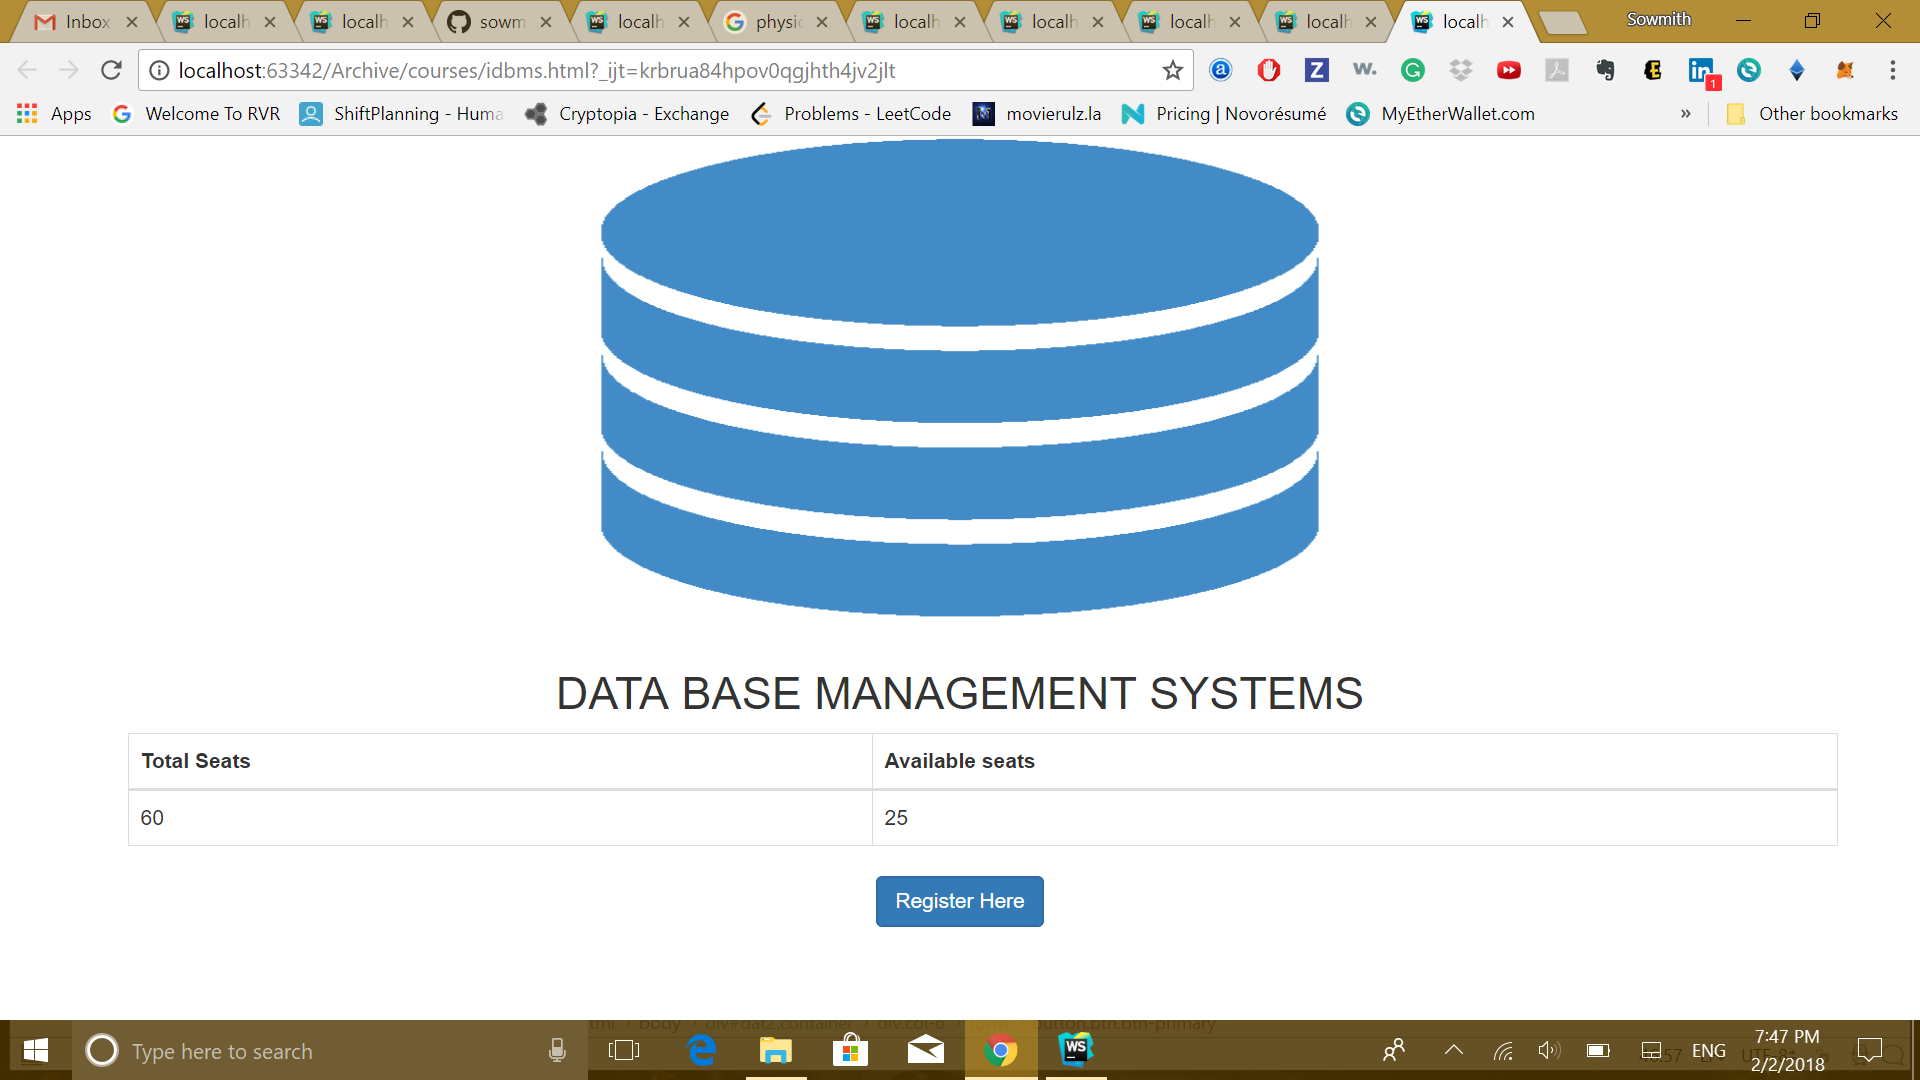 Inbox localh localh sowm localh physic localh localh localh localh localh Sowmith
localhost:63342/Archive/courses/idbms.html?_ijt=krbrua84hpov0qgjhth4jv2jlt
Apps Welcome To RVR ShiftPlanning - Huma Cryptopia - Exchange Problems - LeetCode movierulz.la Pricing | Novorésumé MyEtherWallet.com » Other bookmarks
DATA BASE MANAGEMENT SYSTEMS
Total Seats Available seats
60 25
Register Here
Type here to search
ENG
7:47 PM
2/2/2018